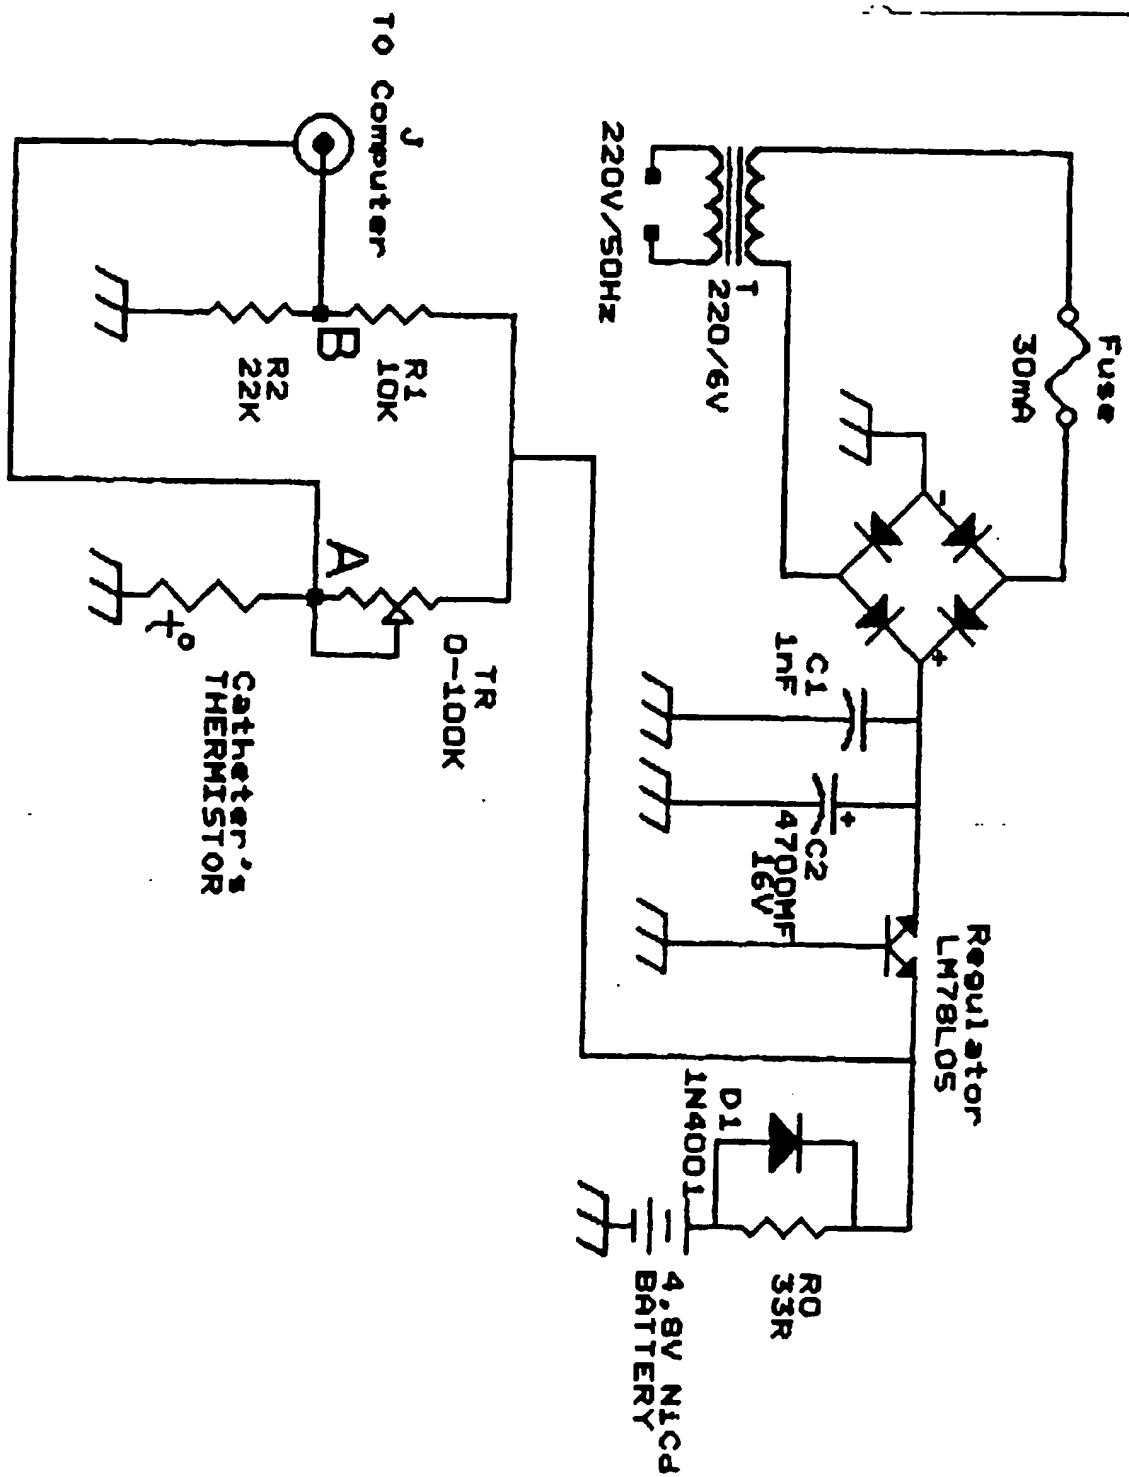 Fuse
30mA
T
220/6V
220V/50Hz
-
+
C1
1nF
+
C2
4700MF
16V
Regulator
LM78L05
D1
1N4001
R0
33R
4.8V NiCd
BATTERY
J
TO Computer
B
R1
10K
R2
22K
A
TR
0-100K
t°
Catheter's
THERMISTOR